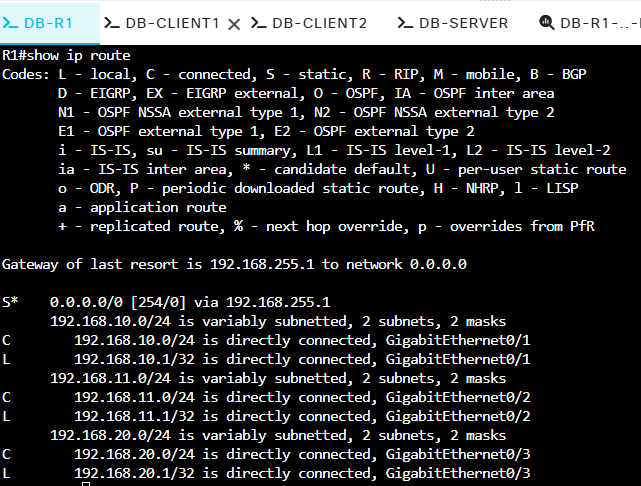 DB-R1 DB-CLIENT1 DB-CLIENT2 DB-SERVER DB-R1-..-
R1#show ip route
Codes: L - local, C - connected, S - static, R - RIP, M - mobile, B - BGP
D - EIGRP, EX - EIGRP external, O - OSPF, IA - OSPF inter area
N1 - OSPF NSSA external type 1, N2 - OSPF NSSA external type 2
E1 - OSPF external type 1, E2 - OSPF external type 2
i - IS-IS, su - IS-IS summary, L1 - IS-IS level-1, L2 - IS-IS level-2
ia - IS-IS inter area, * - candidate default, U - per-user static route
o - ODR, P - periodic downloaded static route, H - NHRP, l - LISP
a - application route
+ - replicated route, % - next hop override, p - overrides from PfR
Gateway of last resort is 192.168.255.1 to network 0.0.0.0
S* 0.0.0.0/0 [254/0] via 192.168.255.1
192.168.10.0/24 is variably subnetted, 2 subnets, 2 masks
C 192.168.10.0/24 is directly connected, GigabitEthernet0/1
L 192.168.10.1/32 is directly connected, GigabitEthernet0/1
192.168.11.0/24 is variably subnetted, 2 subnets, 2 masks
C 192.168.11.0/24 is directly connected, GigabitEthernet0/2
L 192.168.11.1/32 is directly connected, GigabitEthernet0/2
192.168.20.0/24 is variably subnetted, 2 subnets, 2 masks
C 192.168.20.0/24 is directly connected, GigabitEthernet0/3
L 192.168.20.1/32 is directly connected, GigabitEthernet0/3